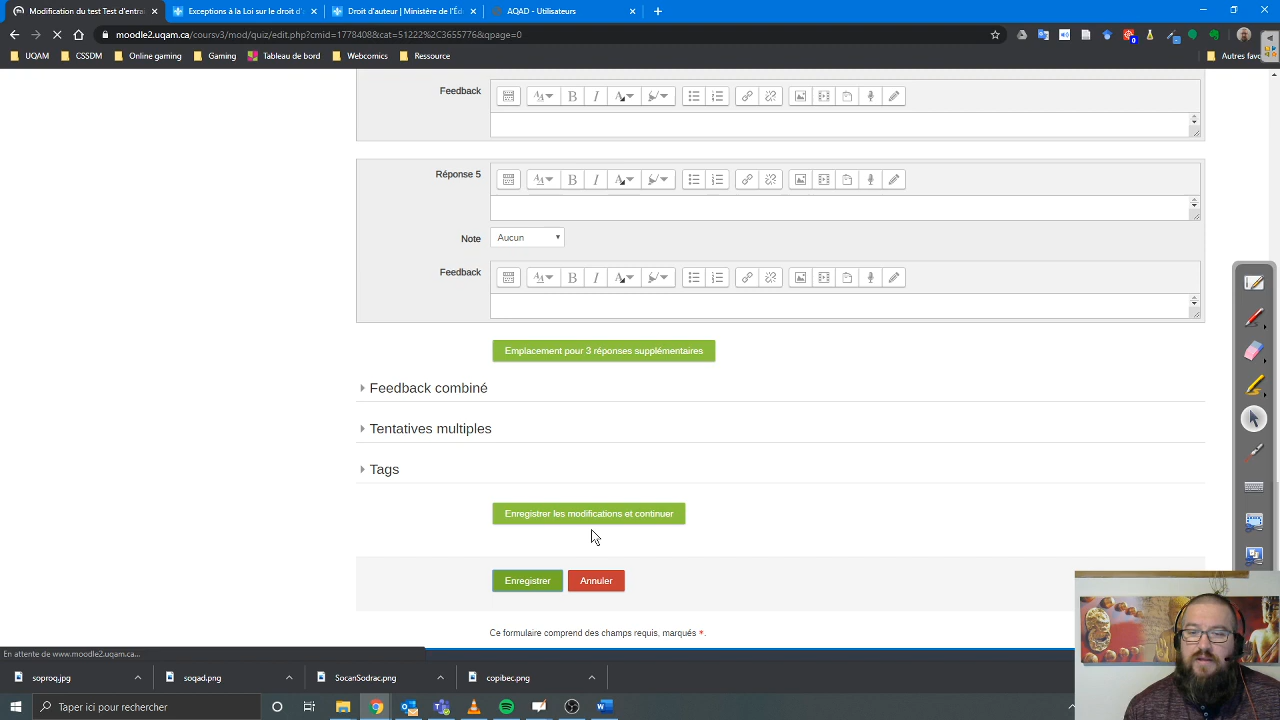 Modification du test Test d'entraî
Exceptions à la Loi sur le droit d'
Droit d'auteur | Ministère de l'Éd
AQAD - Utilisateurs
moodle2.uqam.ca/coursv3/mod/quiz/edit.php?cmid=1778408&cat=51222%2C3655776&qpage=0
UQAM
CSSDM
Online gaming
Gaming
Tableau de bord
Webcomics
Ressource
Autres favo
Feedback
Réponse 5
Note
Aucun
Feedback
Emplacement pour 3 réponses supplémentaires
Feedback combiné
Tentatives multiples
Tags
Enregistrer les modifications et continuer
Enregistrer
Annuler
Ce formulaire comprend des champs requis, marqués *.
En attente de www.moodle2.uqam.ca...
soproq.jpg
soqad.png
SocanSodrac.png
copibec.png
Taper ici pour rechercher